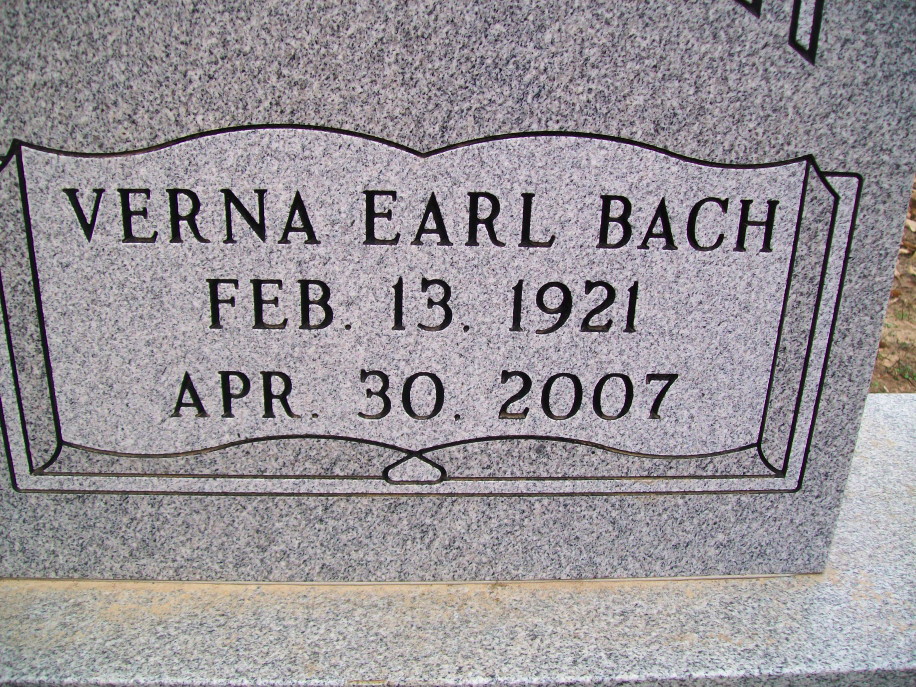 VERNA EARL BACH
FEB. 13. 1921
APR. 30. 2007